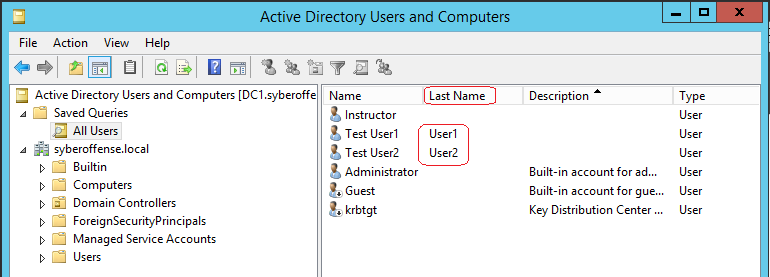 Active Directory Users and Computers
File Action View Help
Active Directory Users and Computers [DC1.syberoffe
Saved Queries
All Users
syberoffense.local
Builtin
Computers
Domain Controllers
ForeignSecurityPrincipals
Managed Service Accounts
Users
Name Last Name Description Type
Instructor User
Test User1 User1 User
Test User2 User2 User
Administrator Built-in account for ad... User
Guest Built-in account for gue... User
krbtgt Key Distribution Center ... User